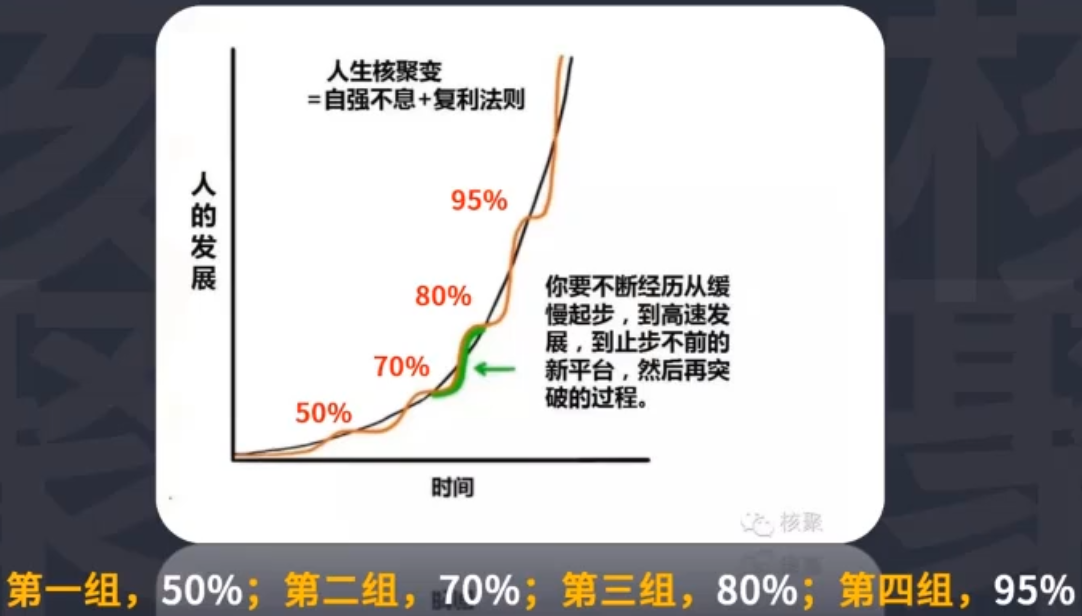 人生核聚变
=自强不息+复利法则
人的发展
95%
80%
70%
50%
你要不断经历从缓
慢起步，到高速发
展，到止步不前的
新平台，然后再突
破的过程。
时间
核聚
第一组，50%；第二组，70%；第三组，80%；第四组，95%